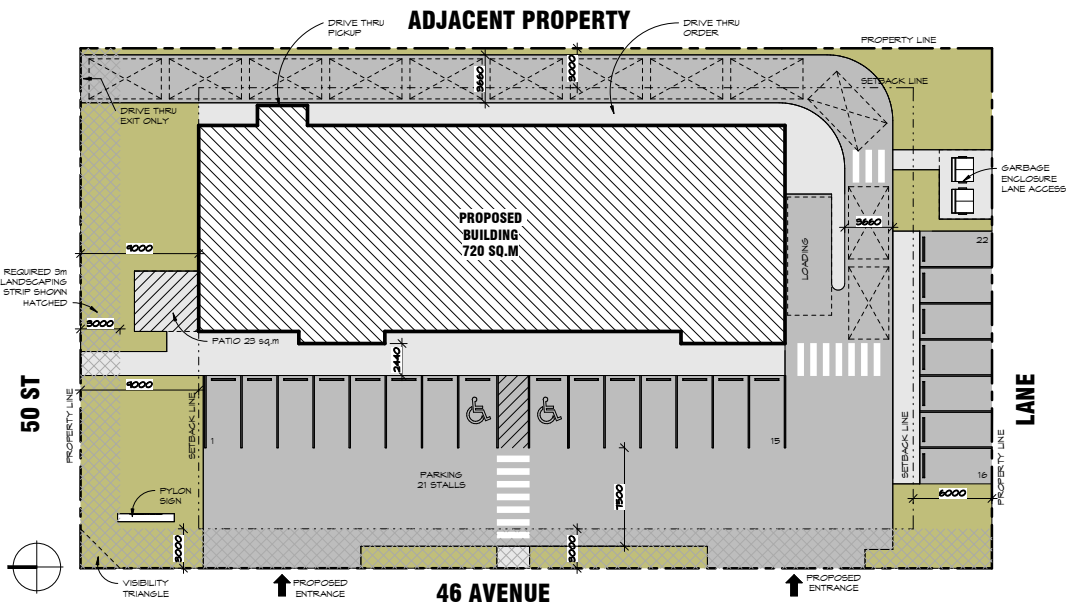 ADJACENT PROPERTY
DRIVE THRU
PICKUP
DRIVE THRU
ORDER
PROPERTY LINE
SETBACK LINE
3660
3000
DRIVE THRU
EXIT ONLY
GARBAGE
ENCLOSURE
LANE ACCESS
PROPOSED
BUILDING
720 SQ.M
3660
LOADING
22
9000
REQUIRED 3m
LANDSCAPING
STRIP SHOWN
HATCHED
3000
PATIO 23 sq.m
2440
9000
50 ST
PROPERTY LINE
SETBACK LINE
1
15
PARKING
21 STALLS
7500
SETBACK LINE
16
PROPERTY LINE
LANE
6000
PYLON
SIGN
3000
3000
VISIBILITY
TRIANGLE
PROPOSED
ENTRANCE
46 AVENUE
PROPOSED
ENTRANCE